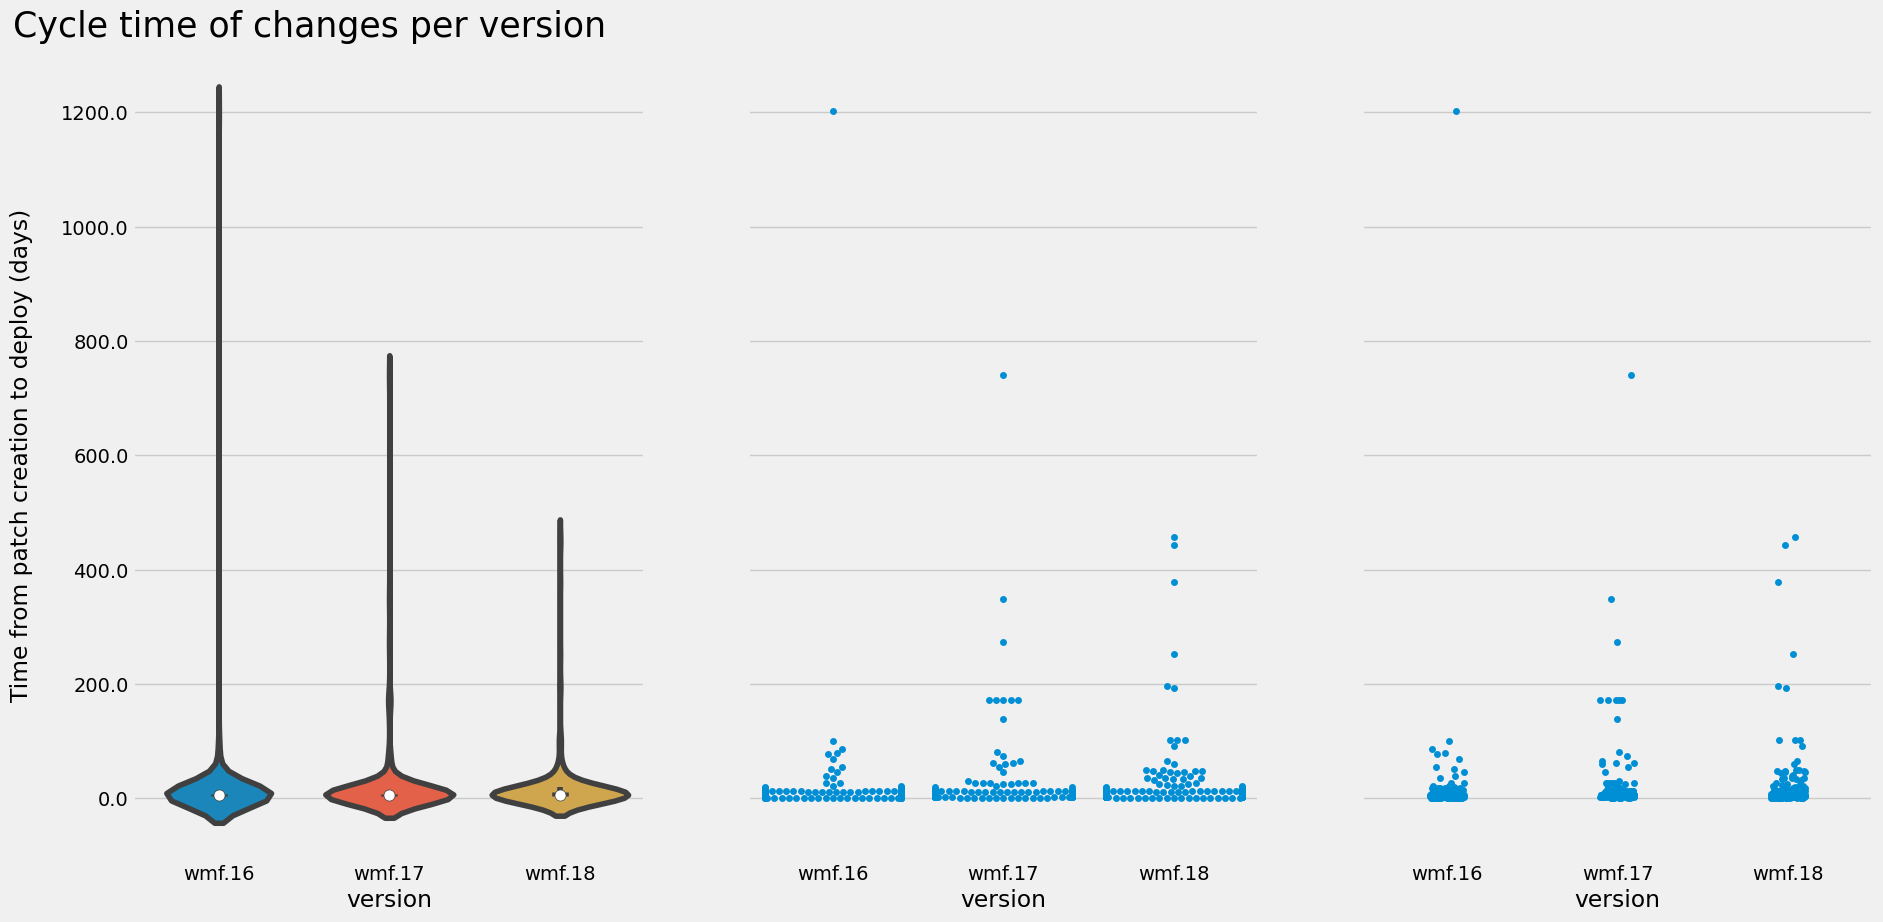 Cycle time of changes per version
Time from patch creation to deploy (days)
1200.0
1000.0
800.0
600.0
400.0
200.0
0.0
wmf.16 wmf.17 wmf.18
version
wmf.16 wmf.17 wmf.18
version
wmf.16 wmf.17 wmf.18
version